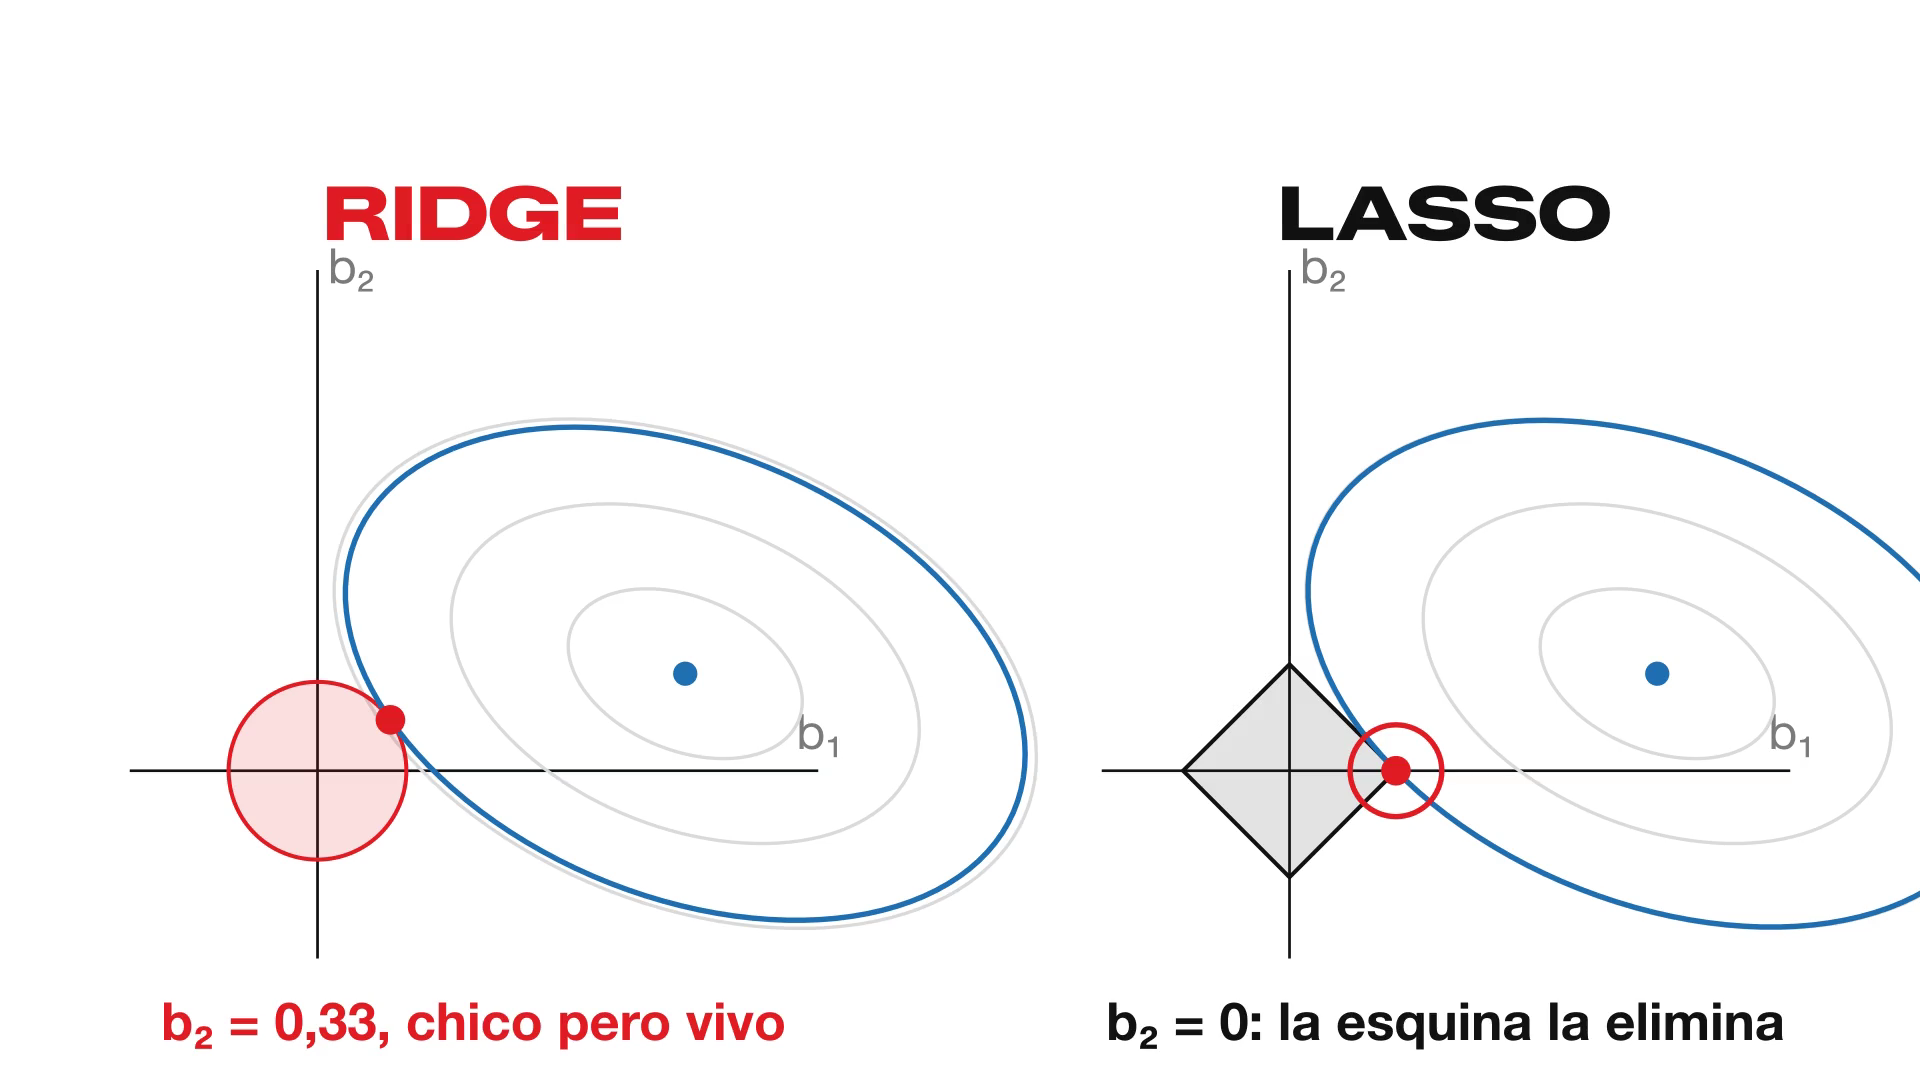 RIDGE
b₂
b₁
b₂ = 0,33, chico pero vivo
LASSO
b₂
b₁
b₂ = 0: la esquina la elimina